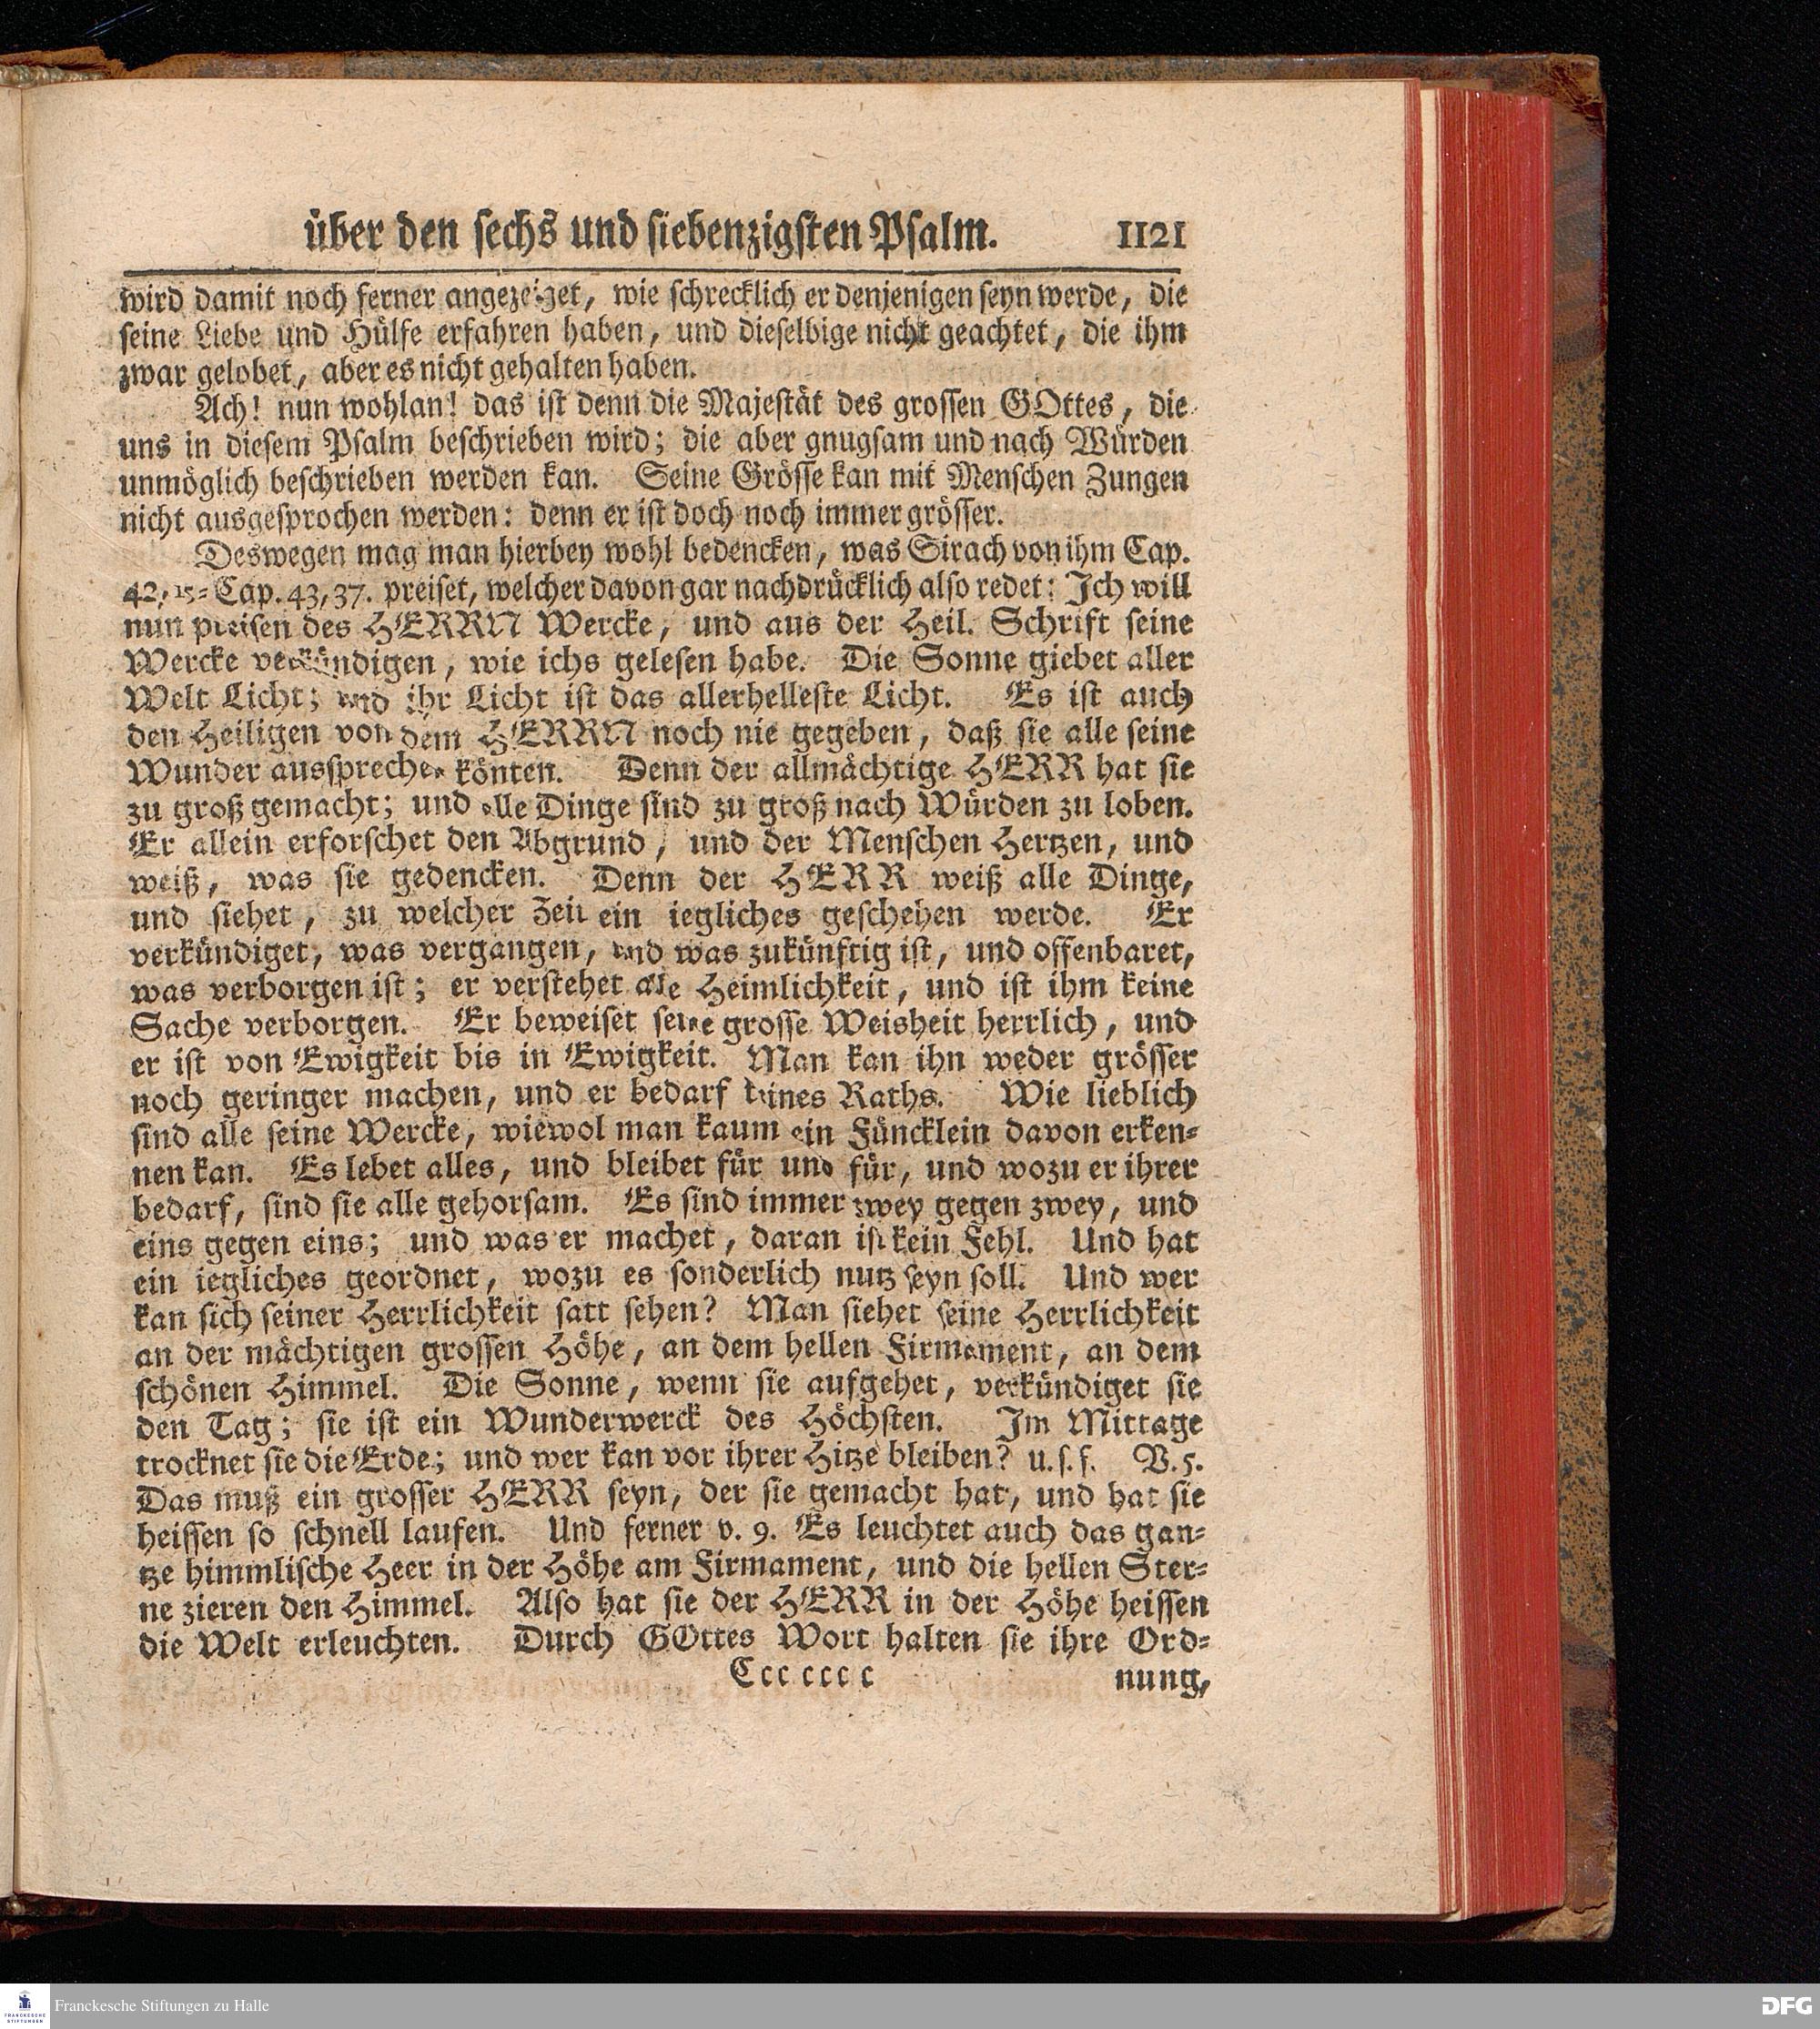 über den sechs und siebenzigsten Psalm. 1121
wird damit noch ferner angezeiget, wie schrecklich er denjenigen seyn werde, die
seine Liebe und Hülfe erfahren haben, und dieselbige nicht geachtet, die ihm
zwar gelobet, aber es nicht gehalten haben.
Ach! nun wohlan! das ist denn die Majestät des grossen GOttes, die
uns in diesem Psalm beschrieben wird; die aber gnugsam und nach Würden
unmöglich beschrieben werden kan. Seine Grösse kan mit Menschen Zungen
nicht ausgesprochen werden: denn er ist doch noch immer grösser.
Deswegen mag man hierbey wohl bedencken, was Sirach von ihm Cap.
42, 15-Cap. 43, 37. preiset, welcher davon gar nachdrücklich also redet: Ich will
nun preisen des HERRN Wercke, und aus der Heil. Schrift seine
Wercke verkündigen, wie ichs gelesen habe. Die Sonne giebet aller
Welt Licht; und ihr Licht ist das allerhelleste Licht. Es ist auch
den Heiligen von dem HERRN noch nie gegeben, daß sie alle seine
Wunder aussprechen könten. Denn der allmächtige HERR hat sie
zu groß gemacht; und alle Dinge sind zu groß nach Würden zu loben.
Er allein erforschet den Abgrund, und der Menschen Hertzen, und
weiß, was sie gedencken. Denn der HERR weiß alle Dinge,
und siehet, zu welcher Zeit ein iegliches geschehen werde. Er
verkündiget, was vergangen, und was zukünftig ist, und offenbaret,
was verborgen ist; er verstehet alle Heimlichkeit, und ist ihm keine
Sache verborgen. Er beweiset seine grosse Weisheit herrlich, und
er ist von Ewigkeit bis in Ewigkeit. Man kan ihn weder grösser
noch geringer machen, und er bedarf keines Raths. Wie lieblich
sind alle seine Wercke, wiewol man kaum ein Füncklein davon erken-
nen kan. Es lebet alles, und bleibet für und für, und wozu er ihrer
bedarf, sind sie alle gehorsam. Es sind immer zwey gegen zwey, und
eins gegen eins; und was er machet, daran ist kein Fehl. Und hat
ein iegliches geordnet, wozu es sonderlich nutz seyn soll. Und wer
kan sich seiner Herrlichkeit satt sehen? Man siehet seine Herrlichkeit
an der mächtigen grossen Höhe, an dem hellen Firmament, an dem
schönen Himmel. Die Sonne, wenn sie aufgehet, verkündiget sie
den Tag; sie ist ein Wunderwerck des Höchsten. Im Mittage
trocknet sie die Erde; und wer kan vor ihrer Hitze bleiben? u. s. f. V. 5.
Das muß ein grosser HERR seyn, der sie gemacht hat, und hat sie
heissen so schnell laufen. Und ferner v. 9. Es leuchtet auch das gan-
tze himmlische Heer in der Höhe am Firmament, und die hellen Ster-
ne zieren den Himmel. Also hat sie der HERR in der Höhe heissen
die Welt erleuchten. Durch GOttes Wort halten sie ihre Ord-
Ccc ccc c nung,
FRANCKESCHE STIFTUNGEN
Franckesche Stiftungen zu Halle
DFG